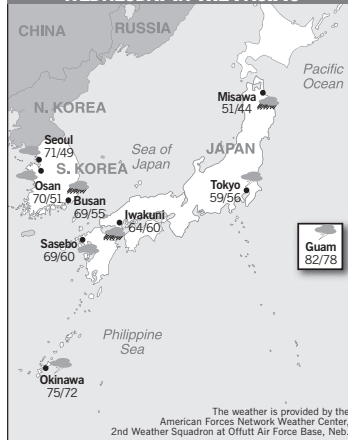 CHINA
RUSSIA
Pacific
Ocean
Misawa
51/44
N. KOREA
Seoul
71/49
Sea of
Japan
JAPAN
S. KOREA
Osan
70/51
Busan
69/55
Tokyo
59/56
Iwakuni
64/60
Sasebo
69/60
Guam
82/78
Philippine
Sea
Okinawa
75/72
The weather is provided by the
American Forces Network Weather Center,
2nd Weather Squadron at Offutt Air Force Base, Neb.